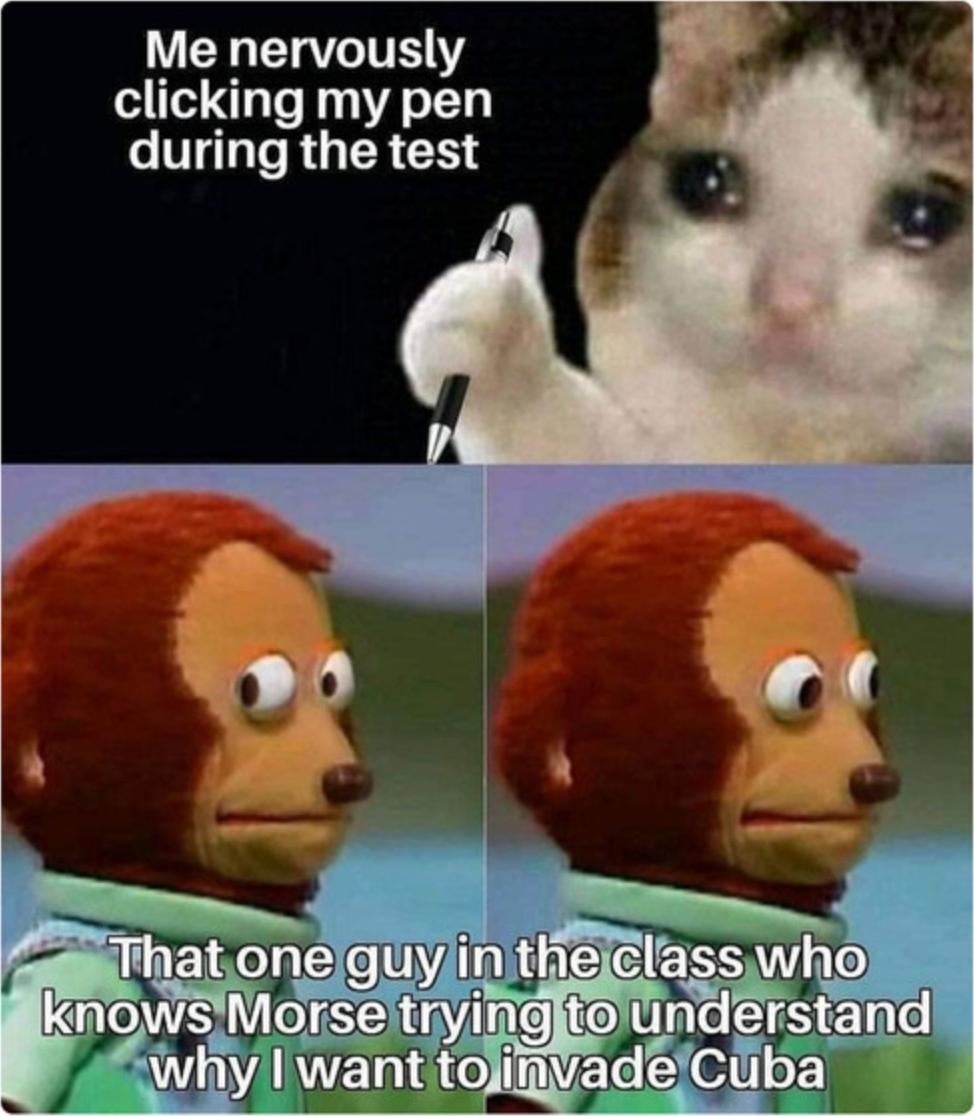 Me nervously
clicking my pen
during the test
That one guy in the class who
knows Morse trying to understand
why I want to invade Cuba